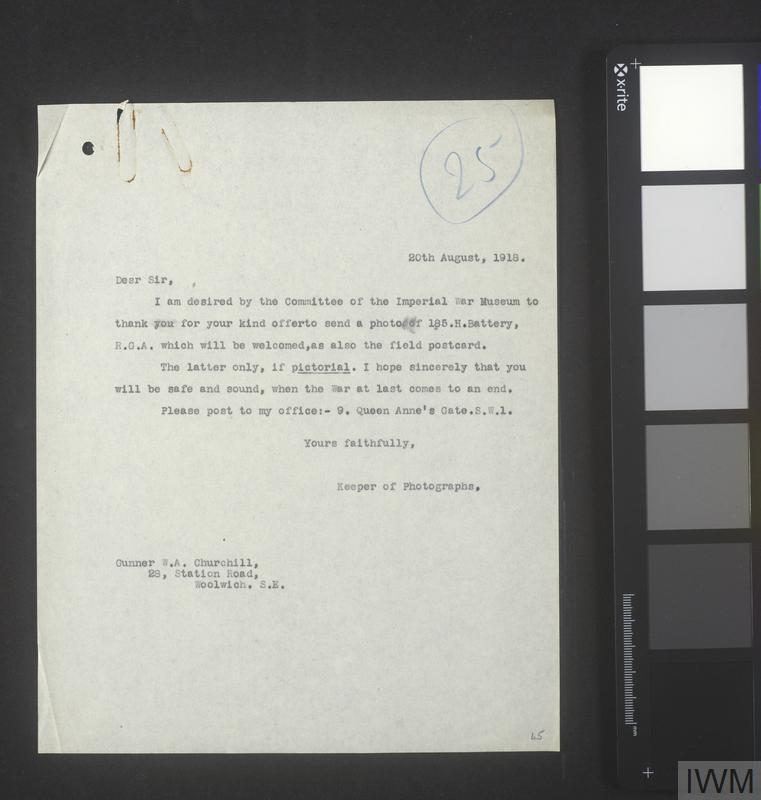 25
20th August, 1918.
Dear Sir,
I am desired by the Committee of the Imperial War Museum to
thank you for your kind offerto send a photo of 185.H.Battery,
R.G.A. which will be welcomed,as also the field postcard.
The latter only, if pictorial. I hope sincerely that you
will be safe and sound, when the War at last comes to an end.
Please post to my office:- 9. Queen Anne's Gate.S.W.1.
Yours faithfully,
Keeper of Photographs.
Gunner W.A. Churchill,
28, Station Road,
Woolwich. S.E.
45
x·rite
mm
IWM